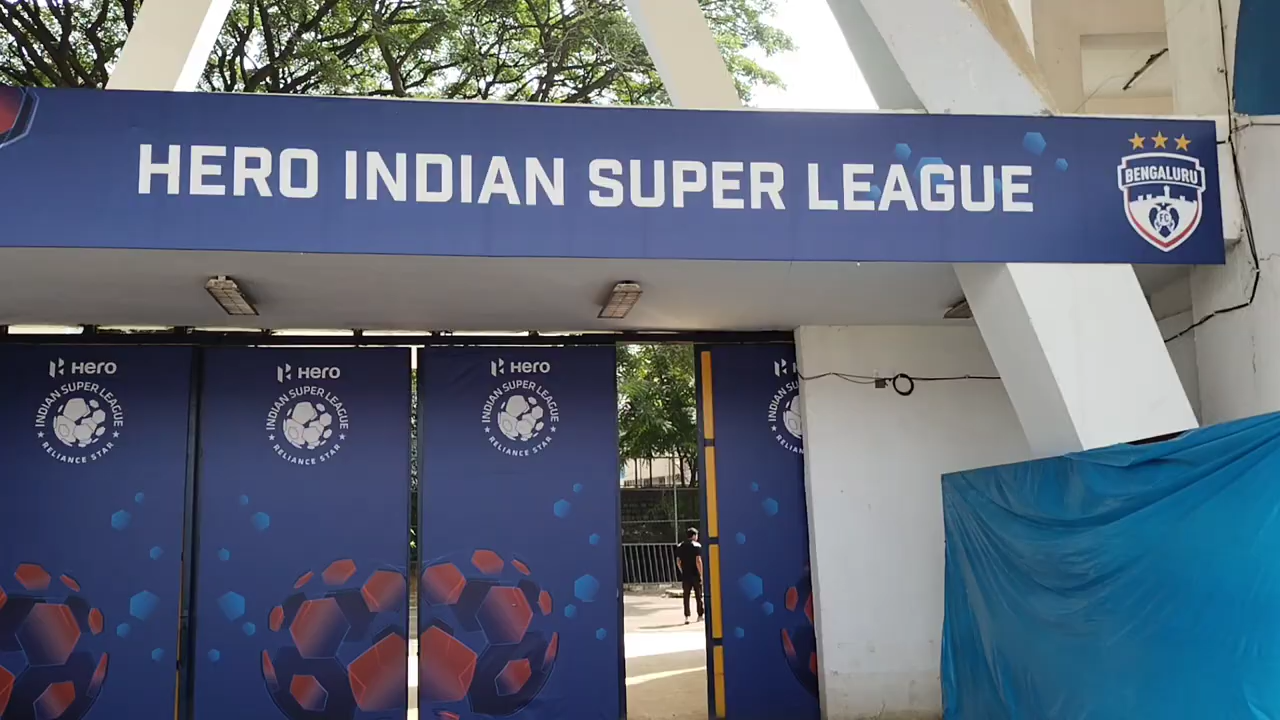 HERO INDIAN SUPER LEAGUE
BENGALURU
FC
Hero
INDIAN SUPER LEAGUE
RELIANCE STAR
Hero
INDIAN SUPER LEAGUE
RELIANCE STAR
Hero
INDIAN SUPER LEAGUE
RELIANCE STAR